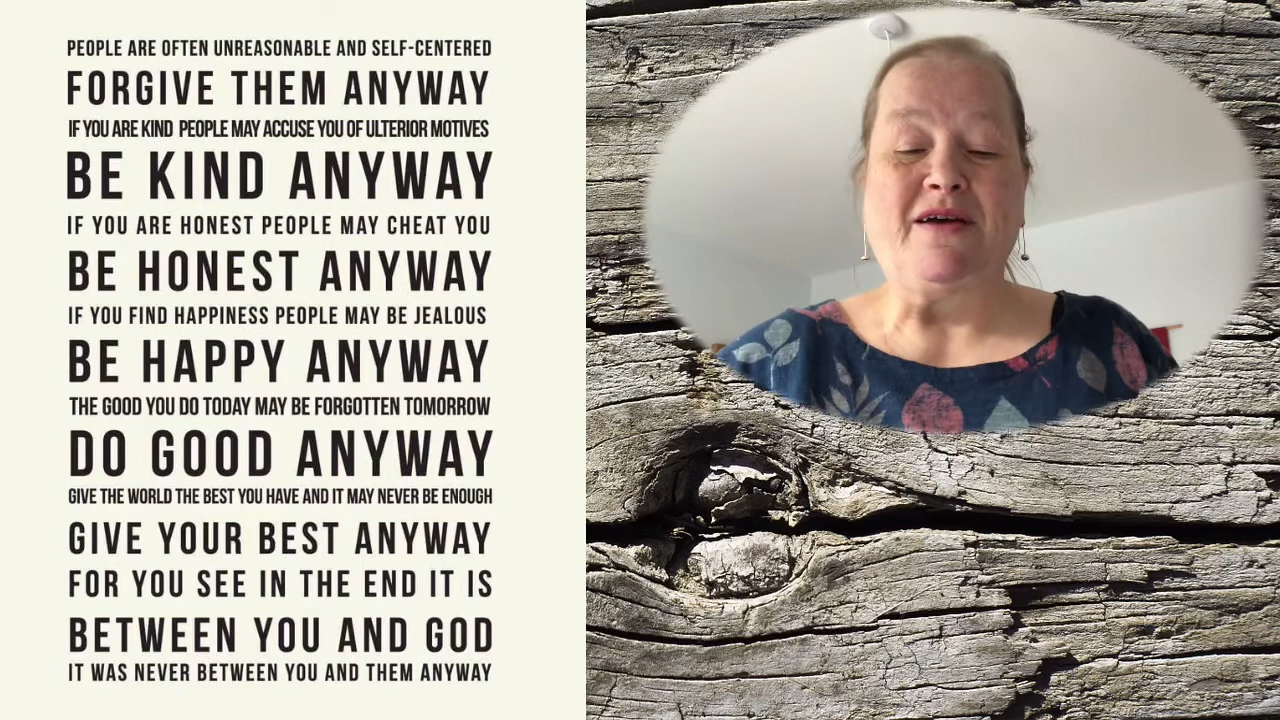 PEOPLE ARE OFTEN UNREASONABLE AND SELF-CENTERED
FORGIVE THEM ANYWAY
IF YOU ARE KIND PEOPLE MAY ACCUSE YOU OF ULTERIOR MOTIVES
BE KIND ANYWAY
IF YOU ARE HONEST PEOPLE MAY CHEAT YOU
BE HONEST ANYWAY
IF YOU FIND HAPPINESS PEOPLE MAY BE JEALOUS
BE HAPPY ANYWAY
THE GOOD YOU DO TODAY MAY BE FORGOTTEN TOMORROW
DO GOOD ANYWAY
GIVE THE WORLD THE BEST YOU HAVE AND IT MAY NEVER BE ENOUGH
GIVE YOUR BEST ANYWAY
FOR YOU SEE IN THE END IT IS
BETWEEN YOU AND GOD
IT WAS NEVER BETWEEN YOU AND THEM ANYWAY